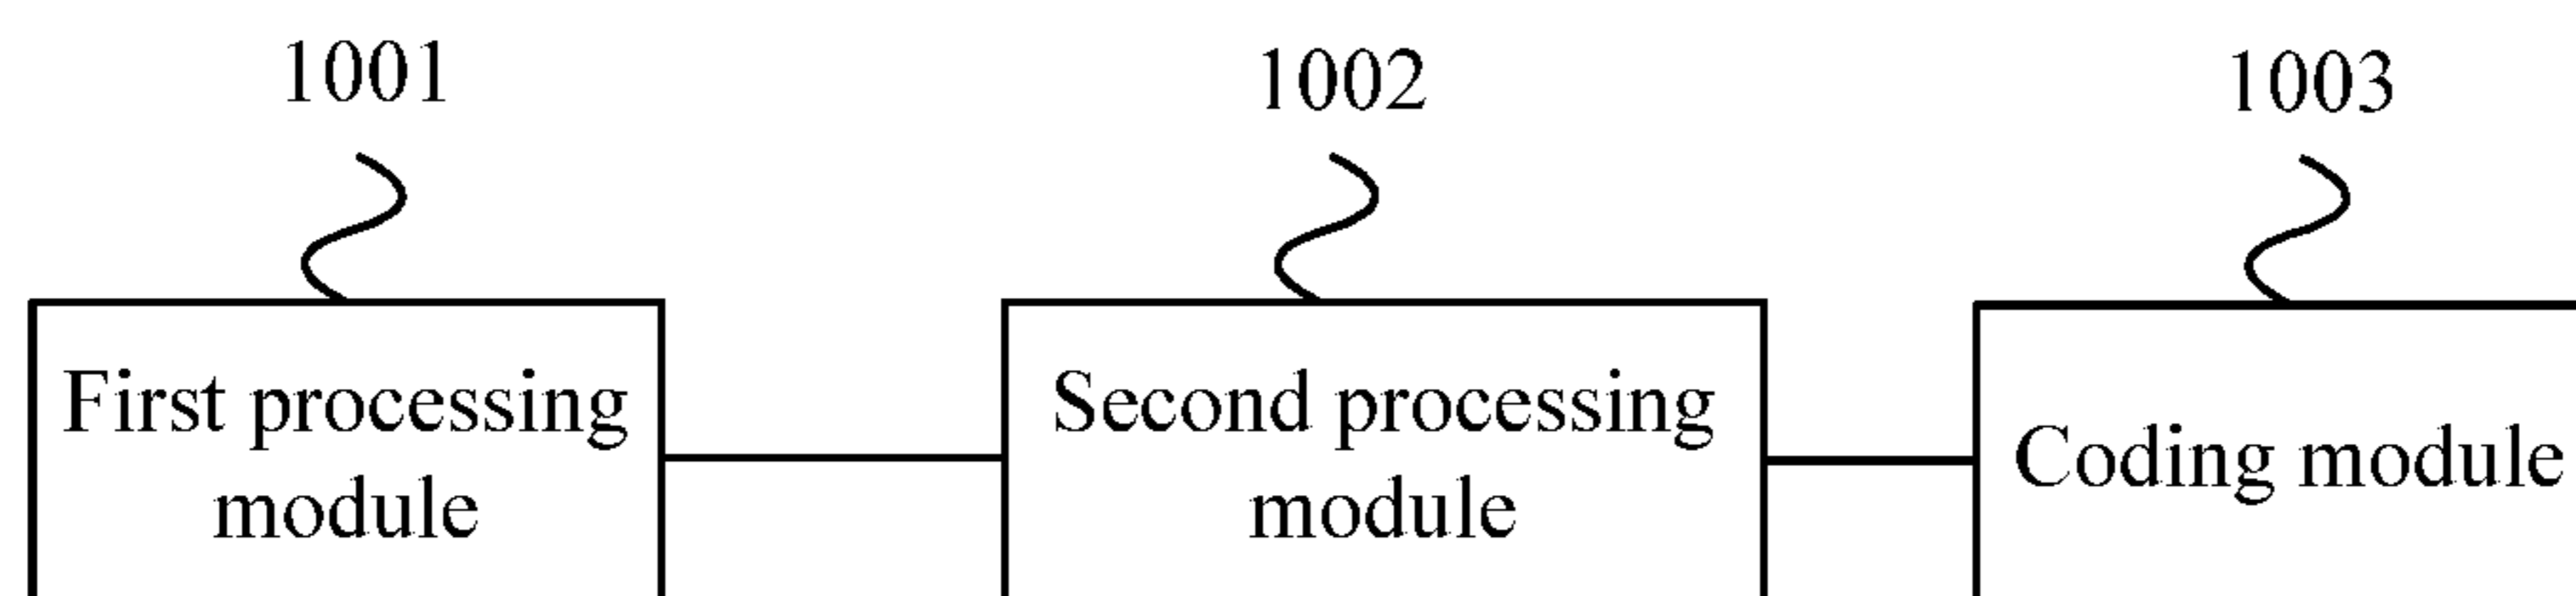 1001
1002
1003
First processing
module
Second processing
module
Coding module